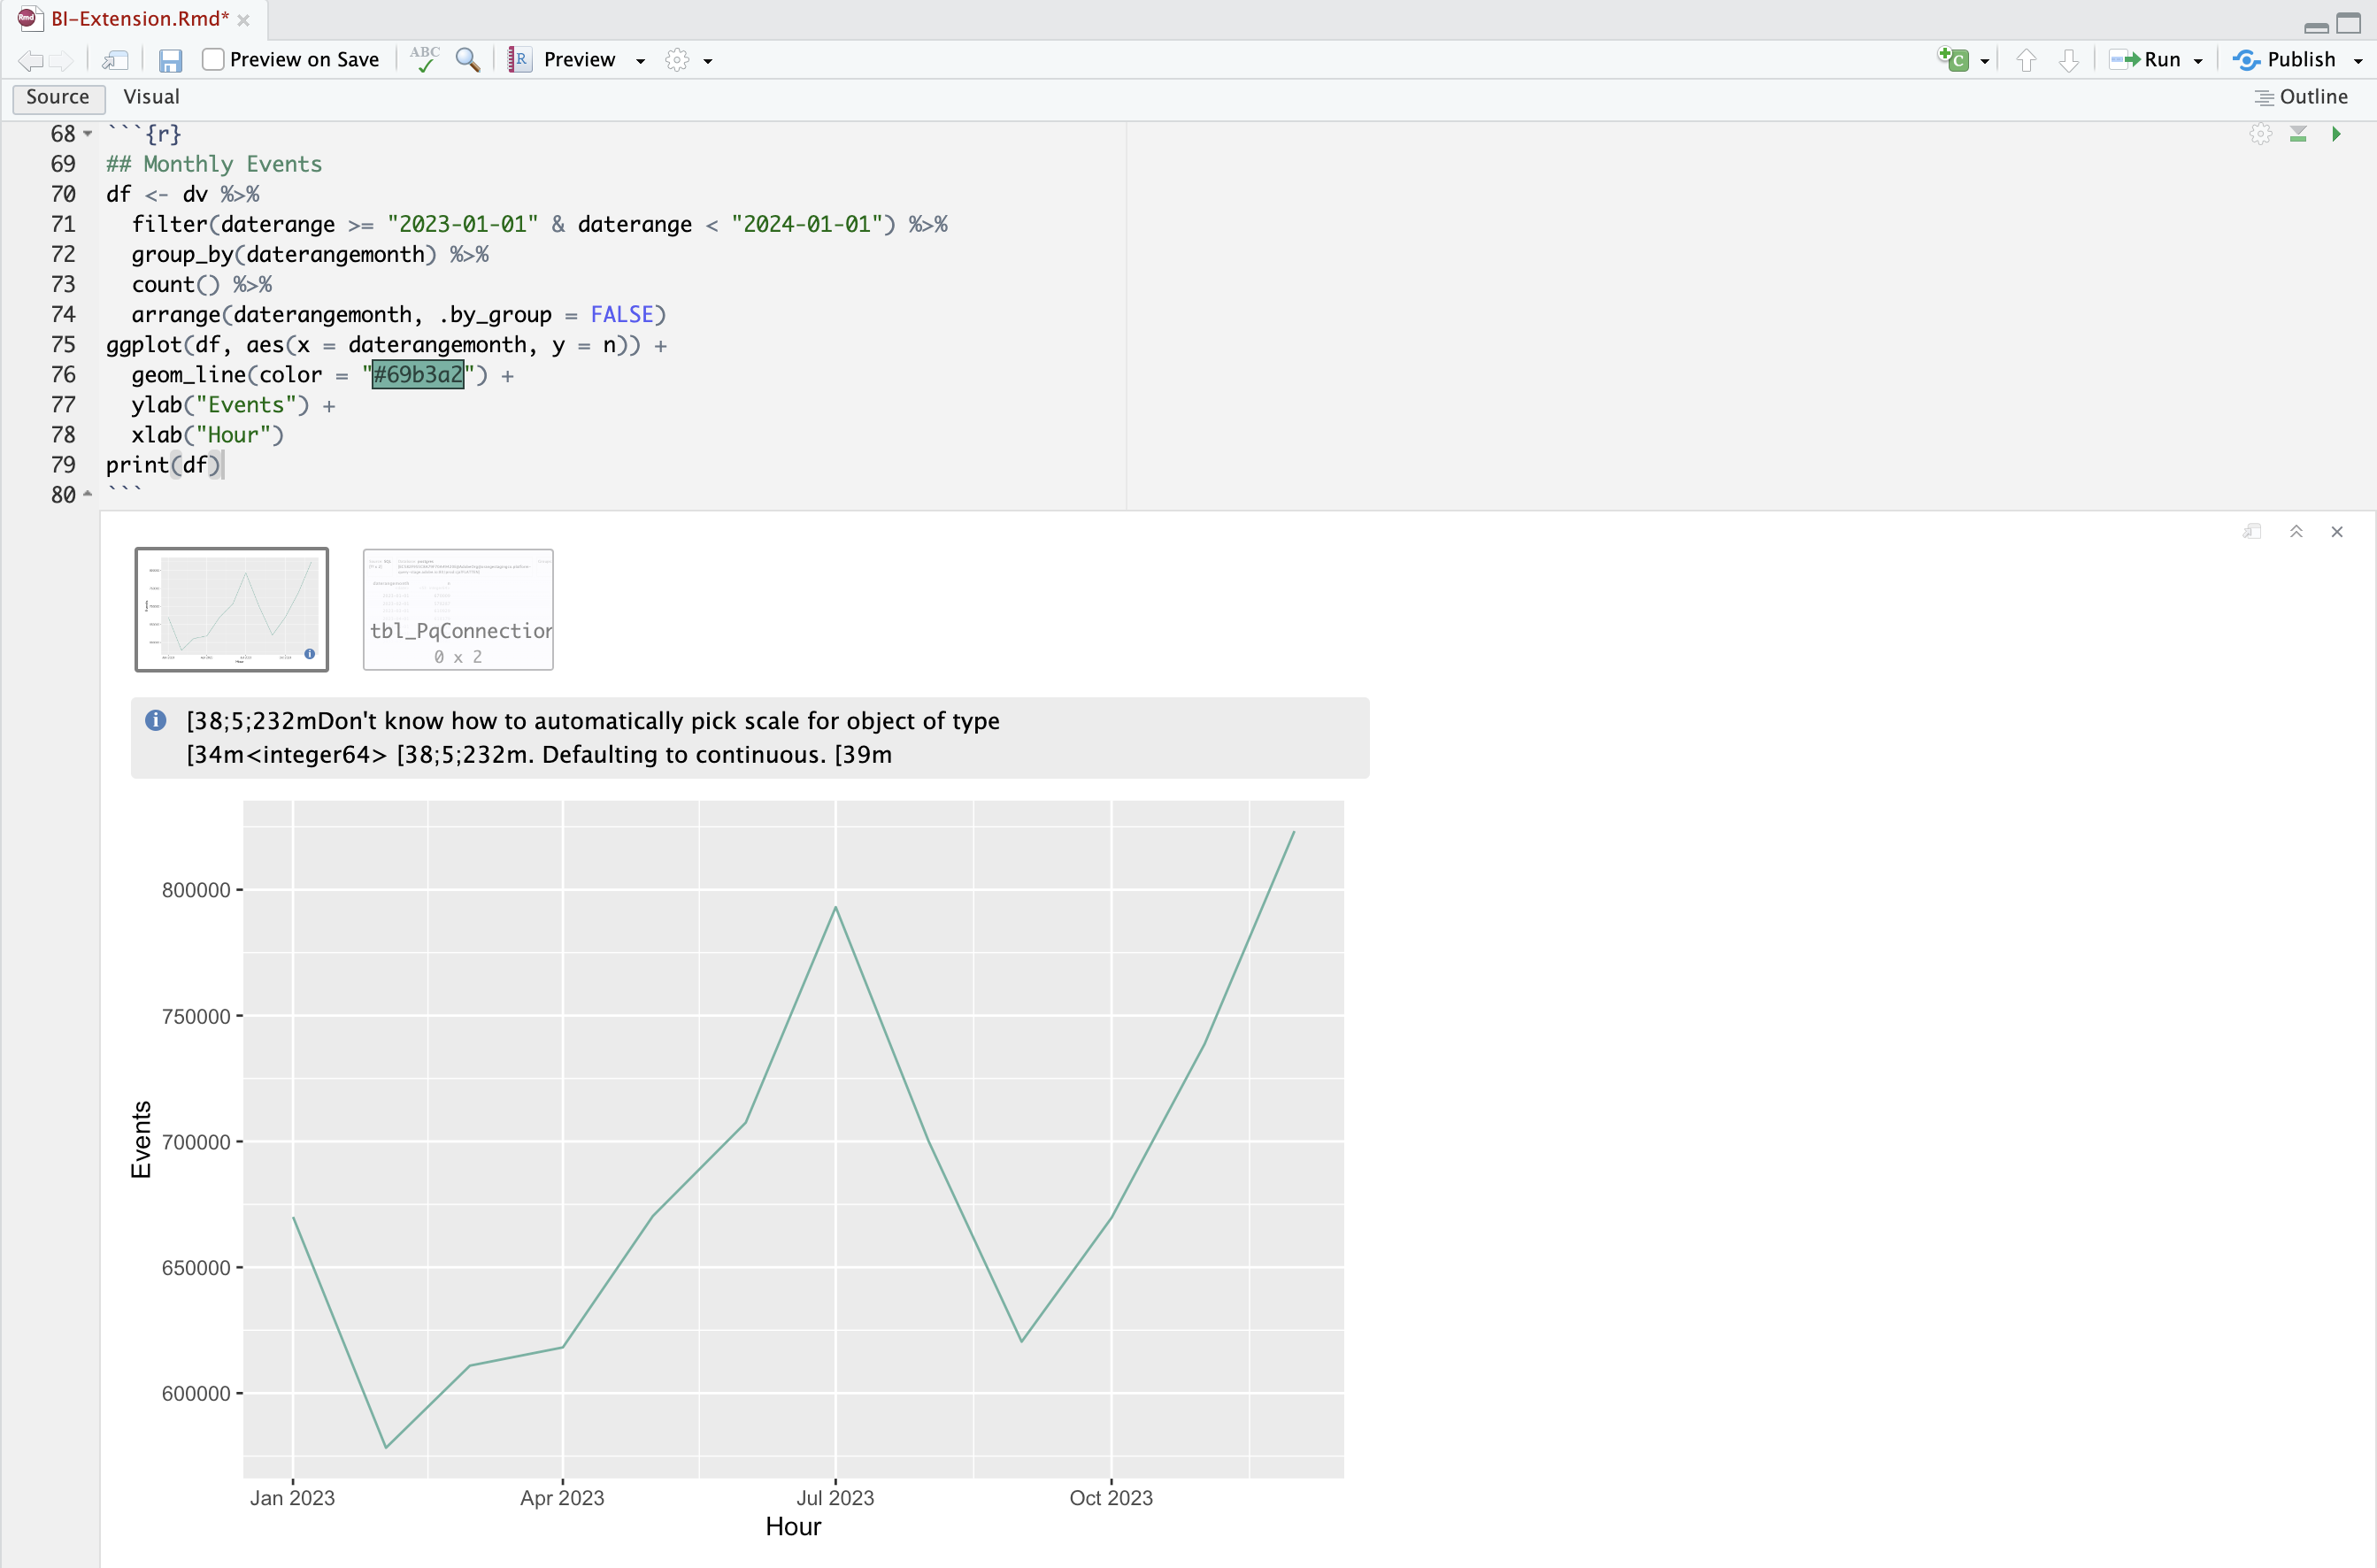 BI-Extension.Rmd*
Preview on Save ABC Preview Run Publish
Source Visual Outline
68 ```{r}
69 ## Monthly Events
70 df <- dv %>%
71 filter(daterange >= "2023-01-01" & daterange < "2024-01-01") %>%
72 group_by(daterangemonth) %>%
73 count() %>%
74 arrange(daterangemonth, .by_group = FALSE)
75 ggplot(df, aes(x = daterangemonth, y = n)) +
76 geom_line(color = "#69b3a2") +
77 ylab("Events") +
78 xlab("Hour")
79 print(df)
80 ```
tbl_PqConnection
0 x 2
[38;5;232mDon't know how to automatically pick scale for object of type
[34m<integer64> [38;5;232m. Defaulting to continuous. [39m
800000
750000
700000
650000
600000
Events
Jan 2023 Apr 2023 Jul 2023 Oct 2023
Hour